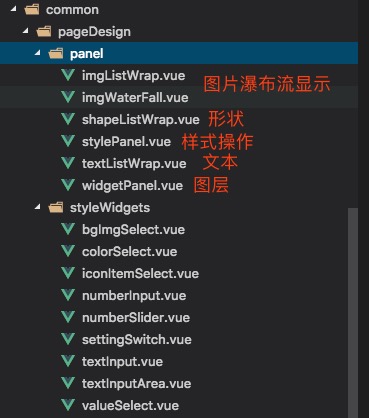 common
pageDesign
panel
imgListWrap.vue
图片瀑布流显示
imgWaterFall.vue
shapeListWrap.vue 形状
stylePanel.vue 样式操作
textListWrap.vue 文本
widgetPanel.vue 图层
styleWidgets
bgImgSelect.vue
colorSelect.vue
iconItemSelect.vue
numberInput.vue
numberSlider.vue
settingSwitch.vue
textInput.vue
textInputArea.vue
valueSelect.vue